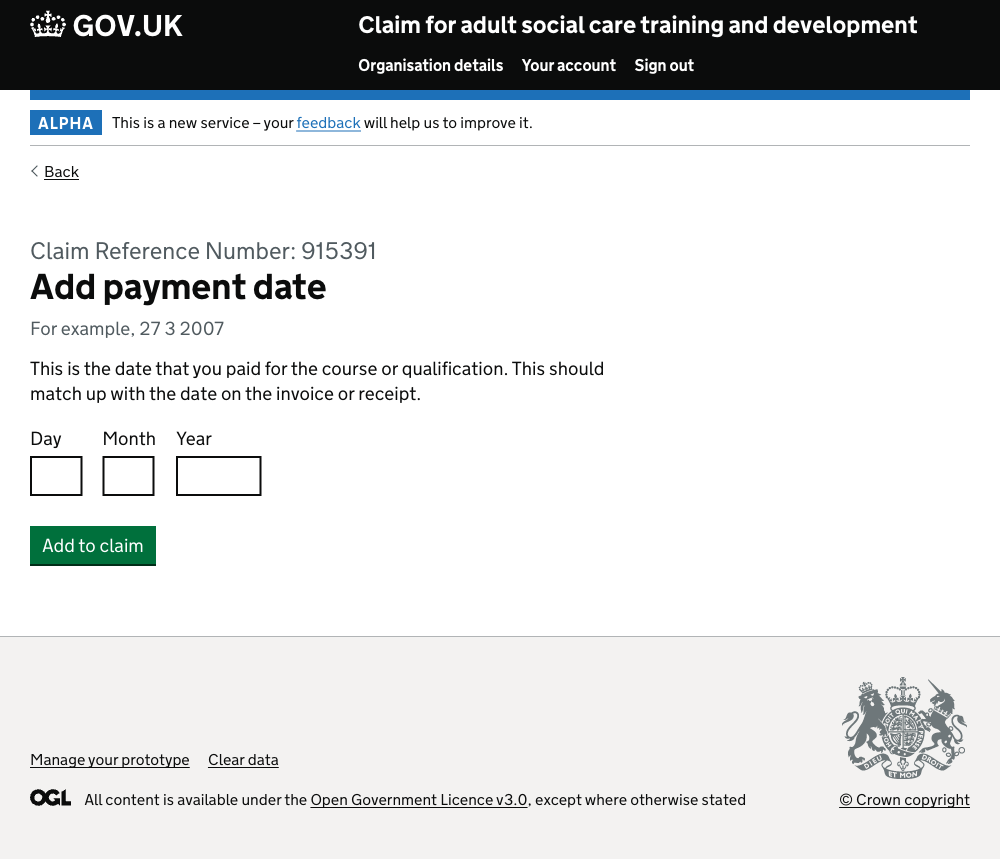 GOV.UK
Claim for adult social care training and development
Organisation details Your account Sign out
ALPHA This is a new service – your feedback will help us to improve it.
Back
Claim Reference Number: 915391
Add payment date
For example, 27 3 2007
This is the date that you paid for the course or qualification. This should
match up with the date on the invoice or receipt.
Day Month Year
Add to claim
Manage your prototype Clear data
OGL All content is available under the Open Government Licence v3.0, except where otherwise stated
DIEU ET MON DROIT
© Crown copyright